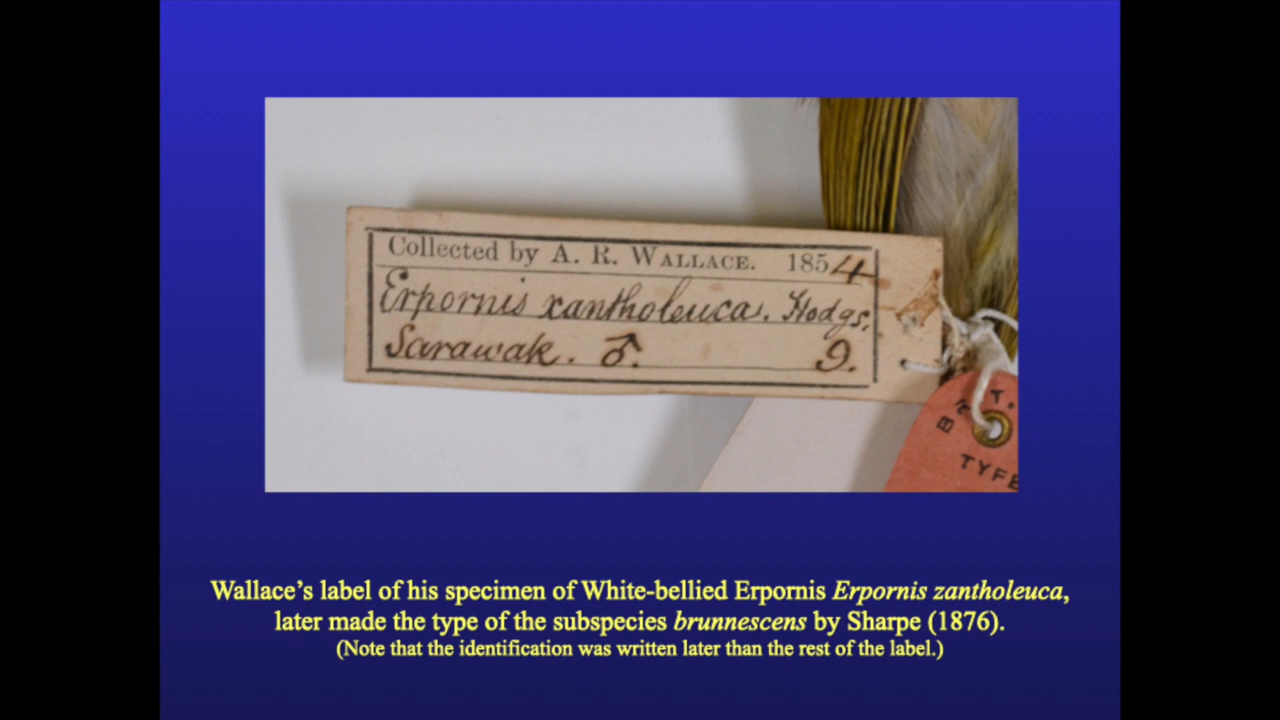 Collected by A. R. WALLACE. 1854
Erpornis xantholeuca. Hodgs.
Sarawak. ♂. 9.
TYPE
Wallace’s label of his specimen of White-bellied Erpornis Erpornis zantholeuca,
later made the type of the subspecies brunnescens by Sharpe (1876).
(Note that the identification was written later than the rest of the label.)